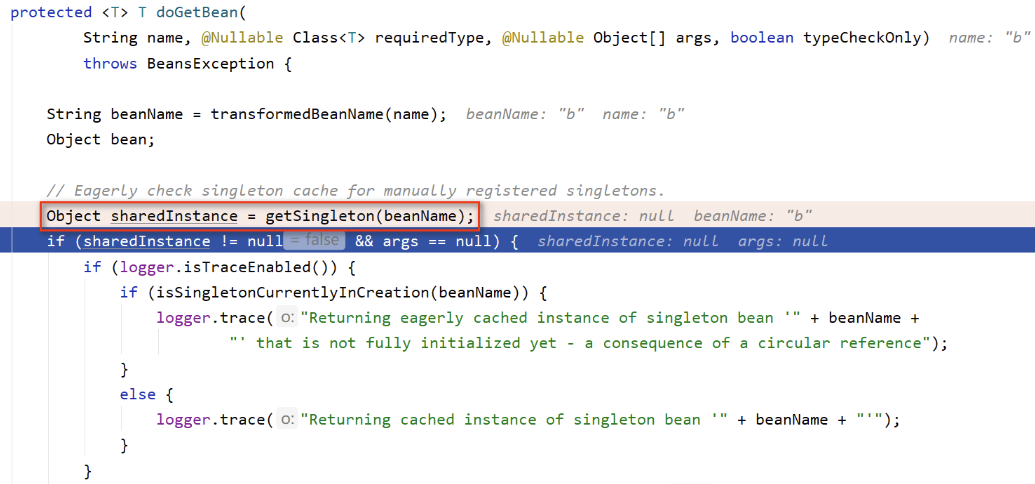 protected <T> T doGetBean(
String name, @Nullable Class<T> requiredType, @Nullable Object[] args, boolean typeCheckOnly)  name: "b"
throws BeansException {
String beanName = transformedBeanName(name);  beanName: "b"  name: "b"
Object bean;
// Eagerly check singleton cache for manually registered singletons.
Object sharedInstance = getSingleton(beanName);  sharedInstance: null  beanName: "b"
if (sharedInstance != null = false && args == null) {  sharedInstance: null  args: null
if (logger.isTraceEnabled()) {
if (isSingletonCurrentlyInCreation(beanName)) {
logger.trace( o: "Returning eagerly cached instance of singleton bean '" + beanName +
"' that is not fully initialized yet - a consequence of a circular reference");
}
else {
logger.trace( o: "Returning cached instance of singleton bean '" + beanName + "'");
}
}